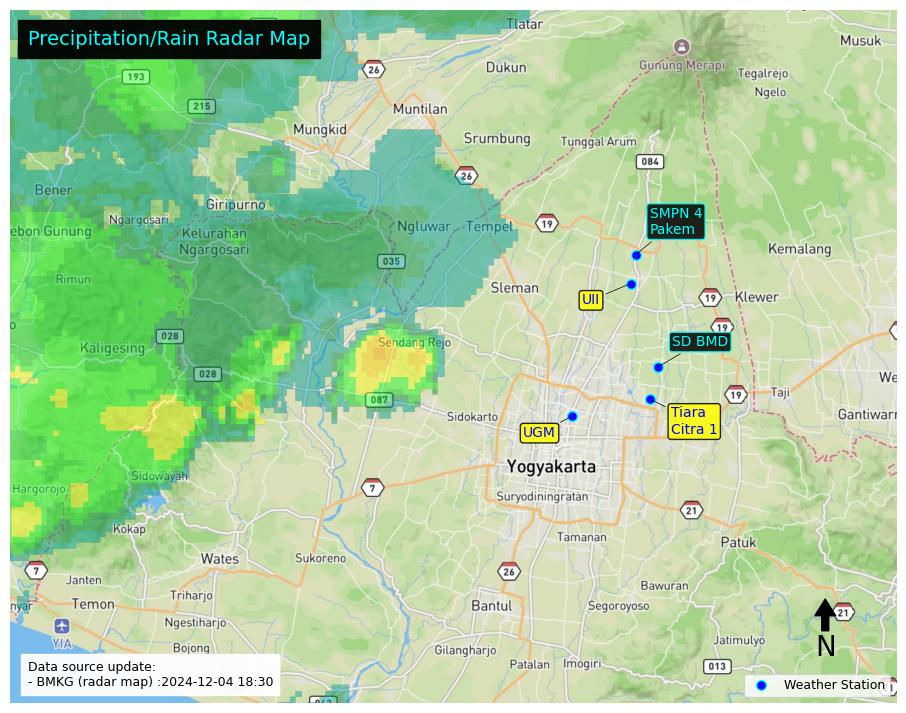 Precipitation/Rain Radar Map
Tlatar
Musuk
26
Dukun
Gunung Merapi
Tegalrejo
193
Ngelo
215
Muntilan
Mungkid
Srumbung
Tunggal Arum
084
26
Bener
Giripurno
SMPN 4
Pakem
Ngargosari
19
Ngluwar
Tempel
ebon Gunung
Kelurahan
Ngargosari
Kemalang
035
Rimun
Sleman
UII
19
Klewer
19
028
Sendang Rejo
SD BMD
Kaligesing
028
We
087
19
Taji
Tiara
Citra 1
Sidokarto
Gantiwarn
UGM
Yogyakarta
Sidowayah
Hargorojo
7
Suryodiningratan
21
Kokap
Tamanan
Patuk
Wates
Sukoreno
7
26
Janten
Bawuran
Triharjo
nyar
Temon
Bantul
Segoroyoso
21
Ngestiharjo
YIA
N
Bojong
Gilangharjo
Jatimulyo
Patalan
Imogiri
013
Data source update:
- BMKG (radar map) :2024-12-04 18:30
Weather Station